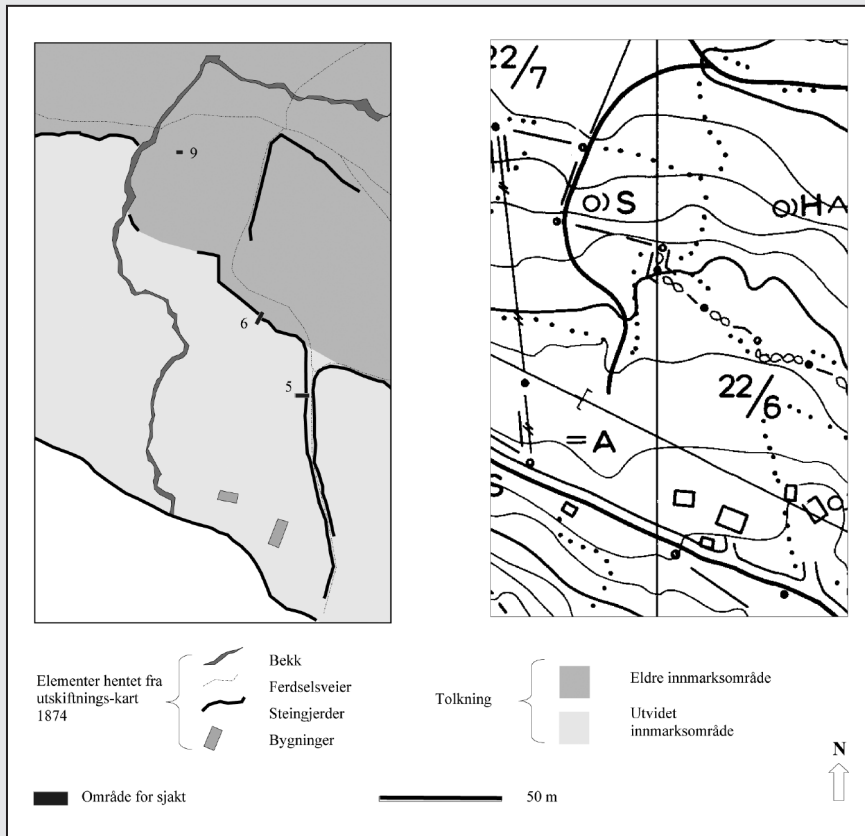 9
6
5
22/7
S
HA
22/6
= A
S
Elementer hentet fra
utskiftnings-kart
1874
Bekk
Ferdselsveier
Steingjerder
Bygninger
Tolkning
Eldre innmarksområde
Utvidet
innmarksområde
N
Område for sjakt
50 m